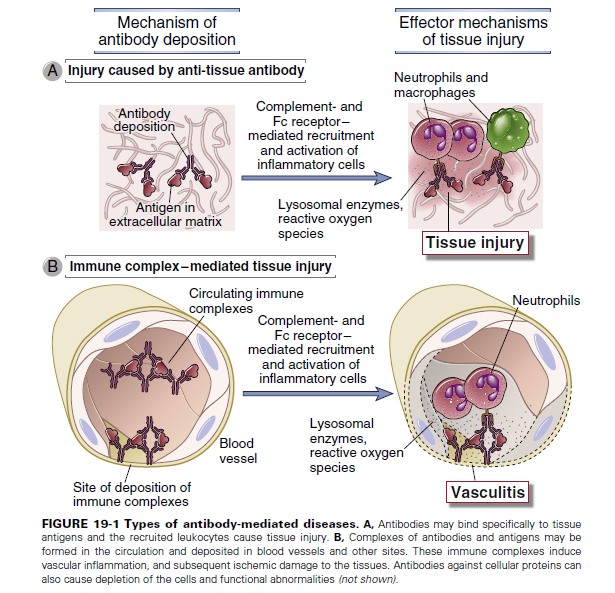 Mechanism of
antibody deposition
Effector mechanisms
of tissue injury
A Injury caused by anti-tissue antibody
Antibody
deposition
Antigen in
extracellular matrix
Complement- and
Fc receptor–
mediated recruitment
and activation of
inflammatory cells
Neutrophils and
macrophages
Lysosomal enzymes,
reactive oxygen
species
Tissue injury
B Immune complex–mediated tissue injury
Circulating immune
complexes
Complement- and
Fc receptor–
mediated recruitment
and activation of
inflammatory cells
Neutrophils
Blood
vessel
Site of deposition of
immune complexes
Lysosomal
enzymes,
reactive oxygen
species
Vasculitis
FIGURE 19-1 Types of antibody-mediated diseases. A, Antibodies may bind specifically to tissue
antigens and the recruited leukocytes cause tissue injury. B, Complexes of antibodies and antigens may be
formed in the circulation and deposited in blood vessels and other sites. These immune complexes induce
vascular inflammation, and subsequent ischemic damage to the tissues. Antibodies against cellular proteins can
also cause depletion of the cells and functional abnormalities (not shown).